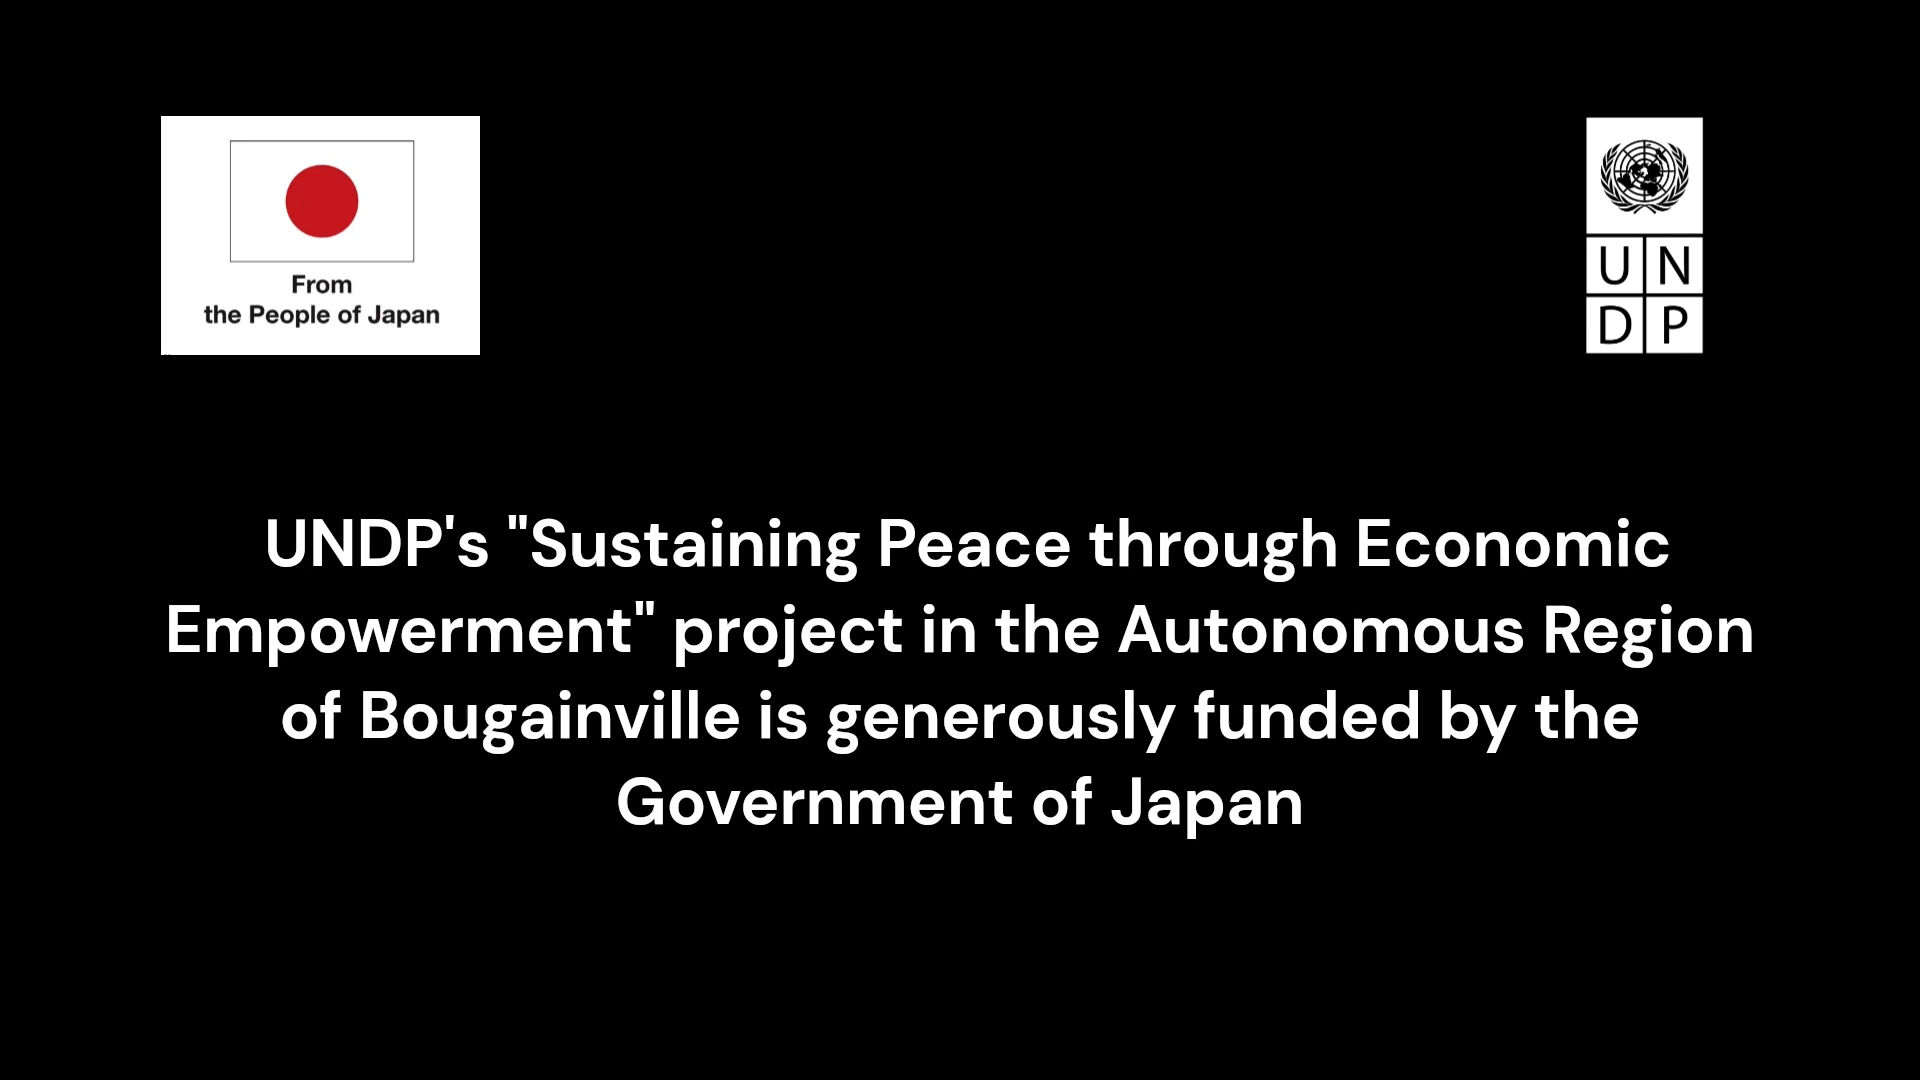 From
the People of Japan
U N
D P
UNDP's "Sustaining Peace through Economic
Empowerment" project in the Autonomous Region
of Bougainville is generously funded by the
Government of Japan